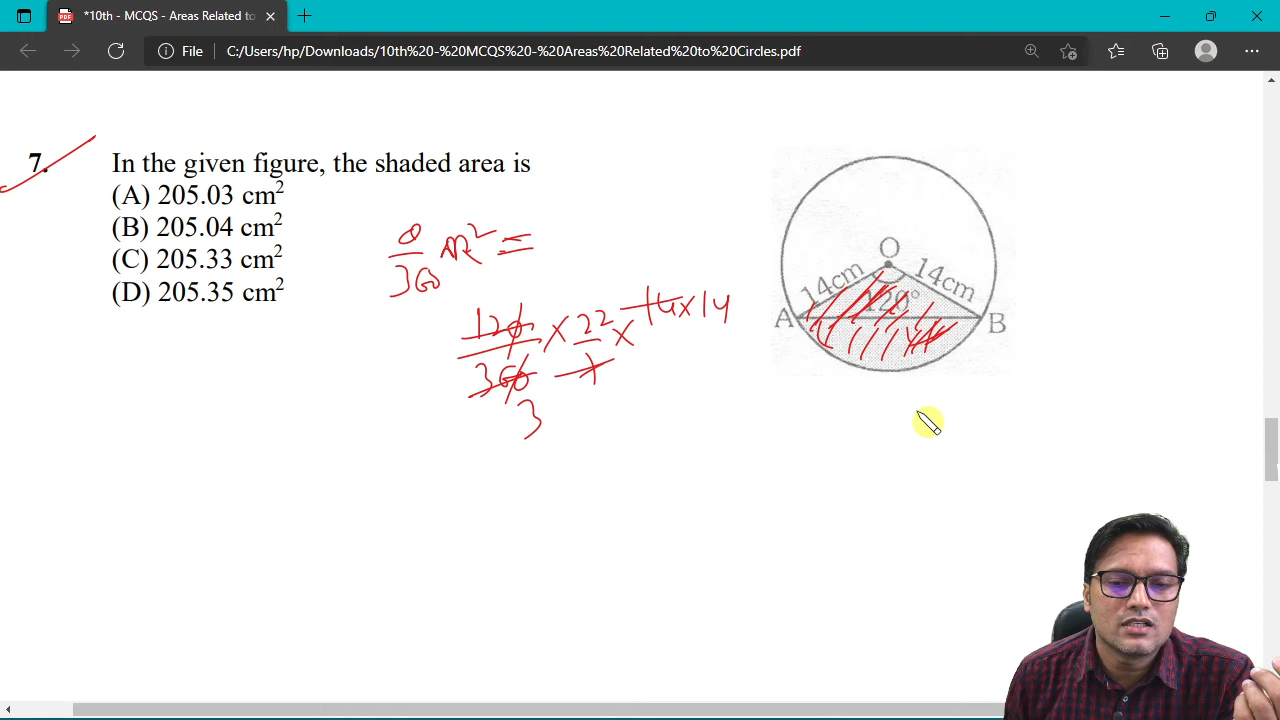 *10th - MCQS - Areas Related to
File C:/Users/hp/Downloads/10th%20-%20MCQS%20-%20Areas%20Related%20to%20Circles.pdf
7. In the given figure, the shaded area is
(A) 205.03 cm²
(B) 205.04 cm²
(C) 205.33 cm²
(D) 205.35 cm²
θ/360 πr² =
120/360 × 22/7 × 14×14
3
O
14cm 14cm
120°
A B